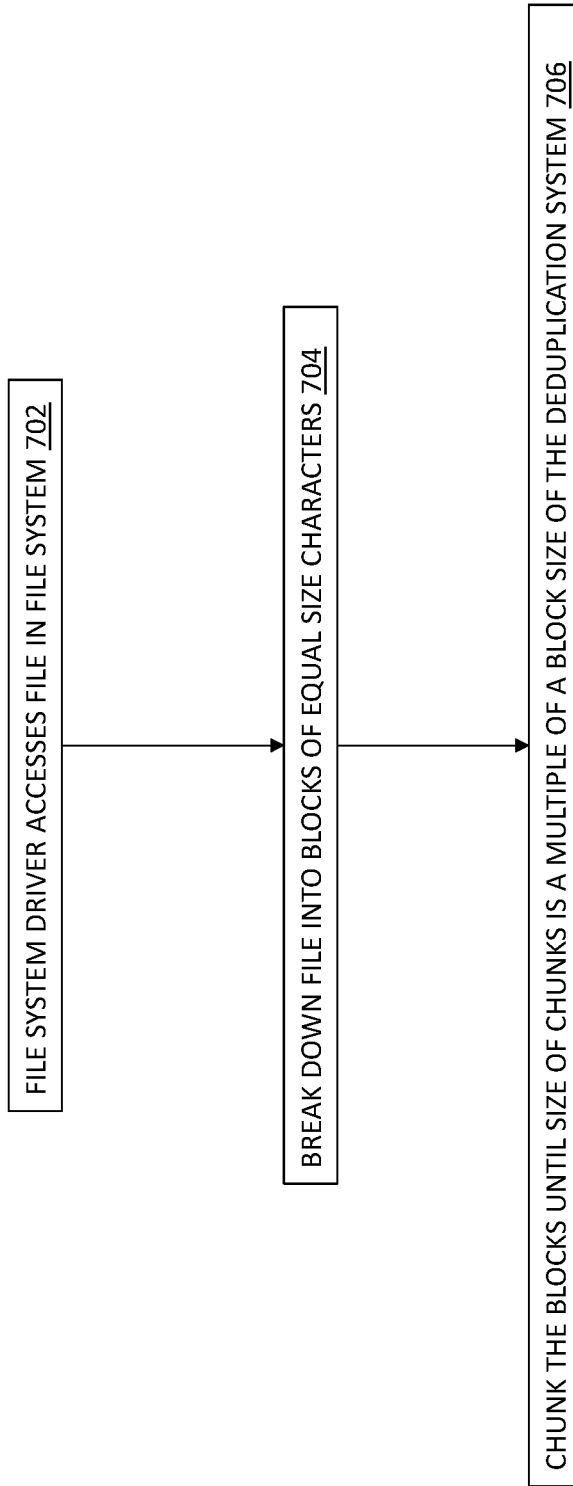 FILE SYSTEM DRIVER ACCESSES FILE IN FILE SYSTEM 702
BREAK DOWN FILE INTO BLOCKS OF EQUAL SIZE CHARACTERS 704
CHUNK THE BLOCKS UNTIL SIZE OF CHUNKS IS A MULTIPLE OF A BLOCK SIZE OF THE DEDUPLICATION SYSTEM 706